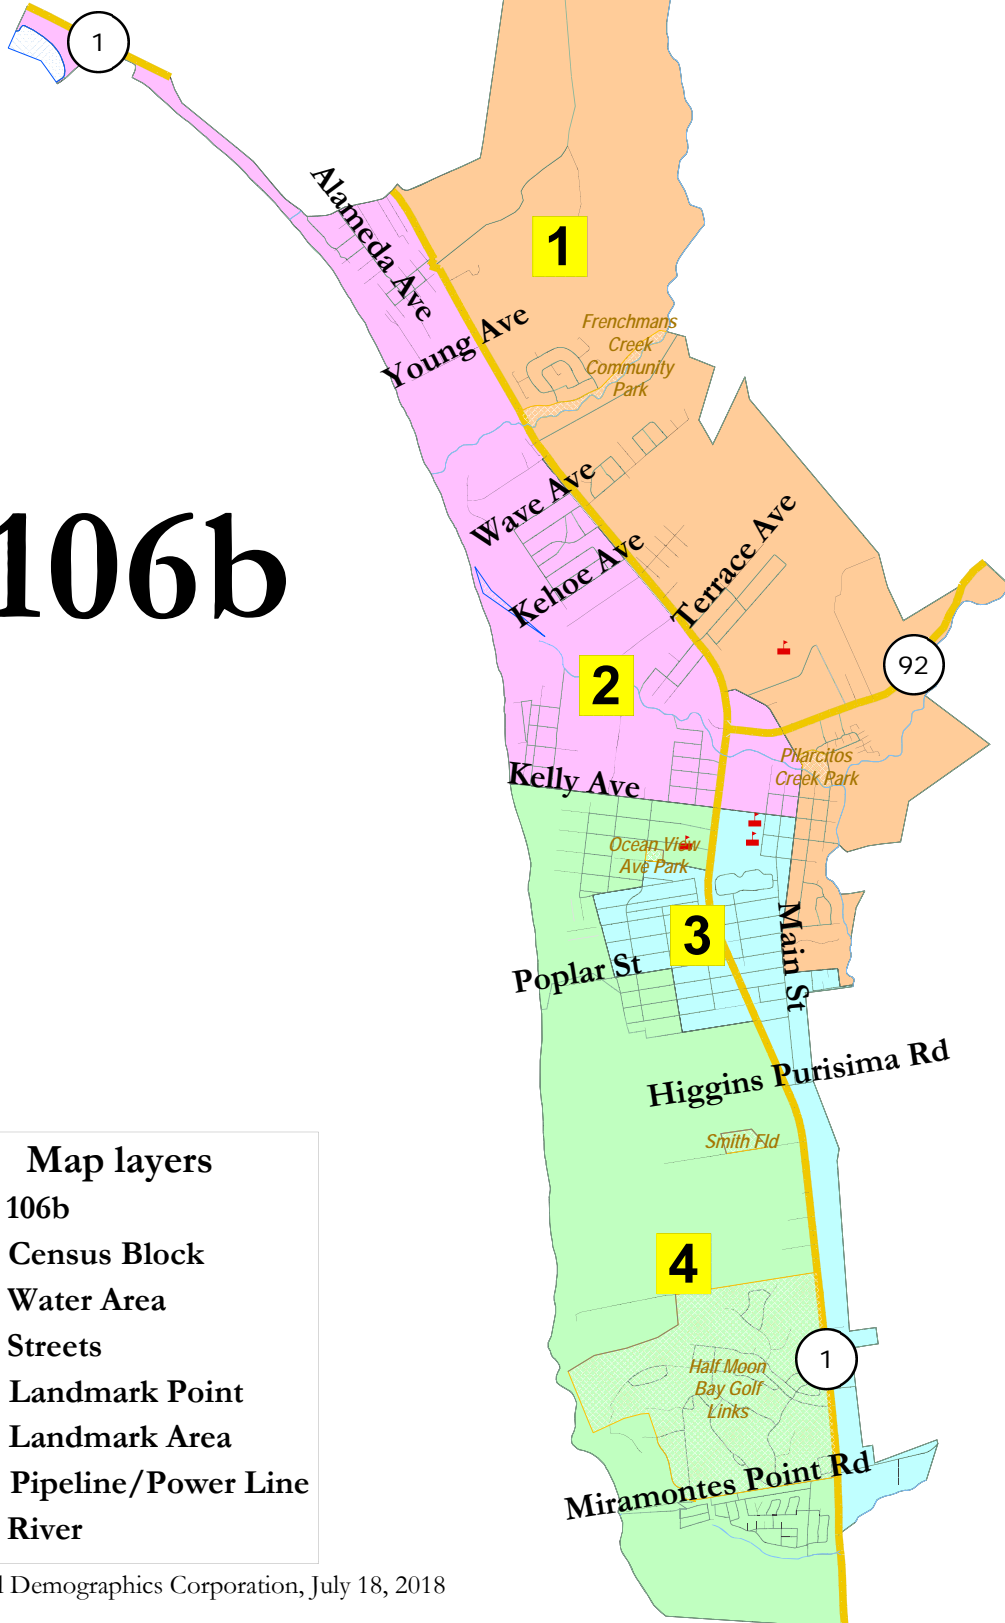 1
Alameda Ave
1
Young Ave
Frenchmans
Creek
Community
Park
Wave Ave
106b
Kehoe Ave
Terrace Ave
2
92
Pilarcitos
Creek Park
Kelly Ave
Ocean View
Ave Park
3
Main St
Poplar St
Higgins Purisima Rd
Smith Fld
Map layers
106b
Census Block
Water Area
Streets
Landmark Point
Landmark Area
Pipeline/Power Line
River
4
1
Half Moon
Bay Golf
Links
Miramontes Point Rd
Demographics Corporation, July 18, 2018